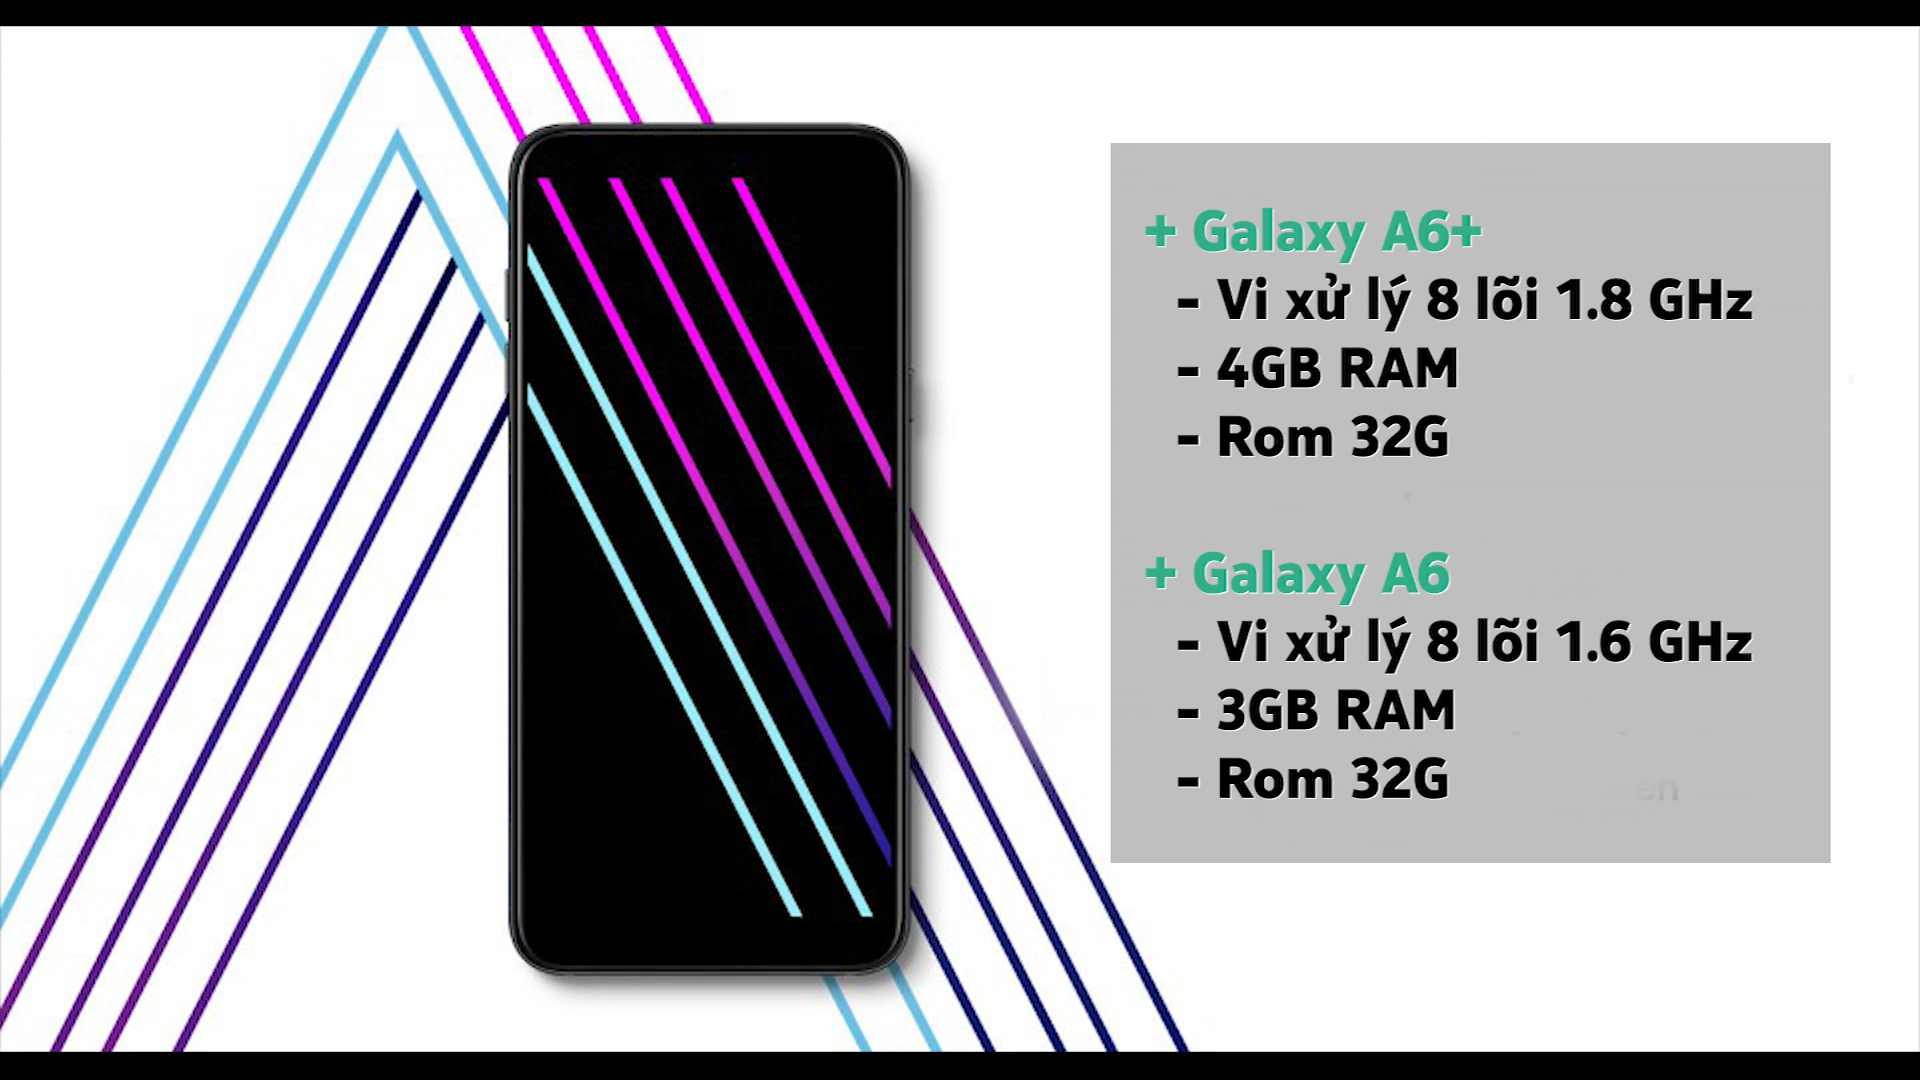 + Galaxy A6+
- Vi xử lý 8 lõi 1.8 GHz
- 4GB RAM
- Rom 32G
+ Galaxy A6
- Vi xử lý 8 lõi 1.6 GHz
- 3GB RAM
- Rom 32G